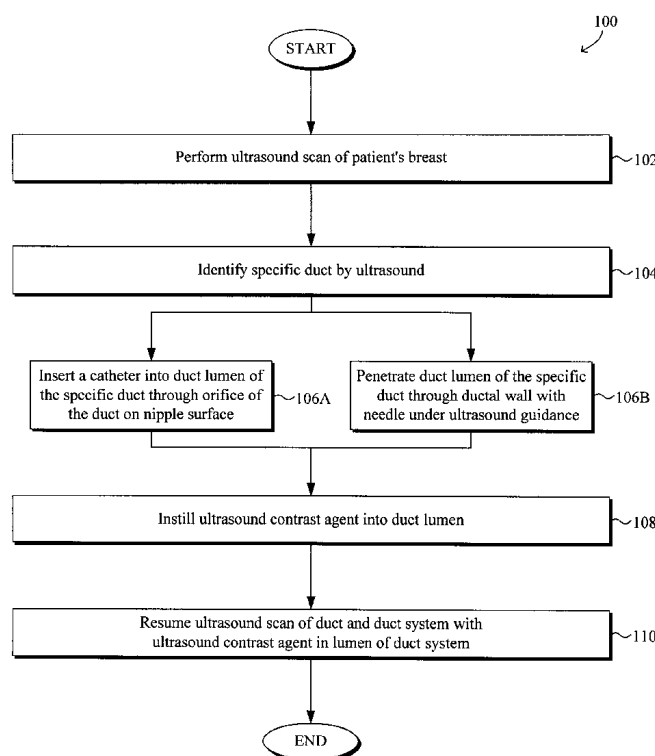 100
START
Perform ultrasound scan of patient's breast
102
Identify specific duct by ultrasound
104
Insert a catheter into duct lumen of
the specific duct through orifice of
the duct on nipple surface
106A
Penetrate duct lumen of the specific
duct through ductal wall with
needle under ultrasound guidance
106B
Instill ultrasound contrast agent into duct lumen
108
Resume ultrasound scan of duct and duct system with
ultrasound contrast agent in lumen of duct system
110
END